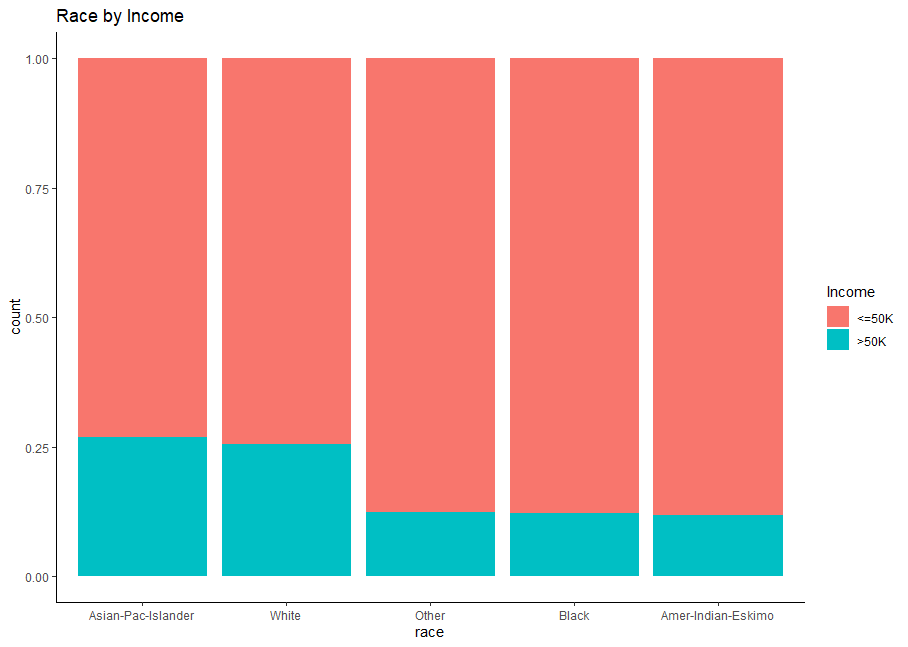 Race by Income
1.00
0.75
0.50
0.25
0.00
count
Asian-Pac-Islander
White
Other
Black
Amer-Indian-Eskimo
race
Income
<=50K
>50K